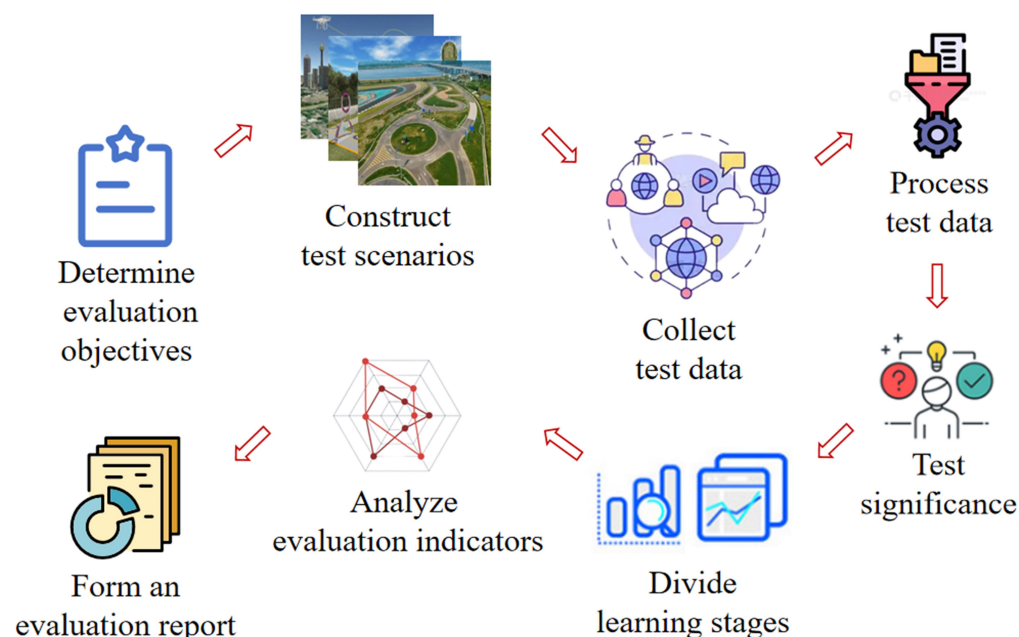 Determine
evaluation
objectives
Construct
test scenarios
Collect
test data
Process
test data
Test
significance
Divide
learning stages
Analyze
evaluation indicators
Form an
evaluation report